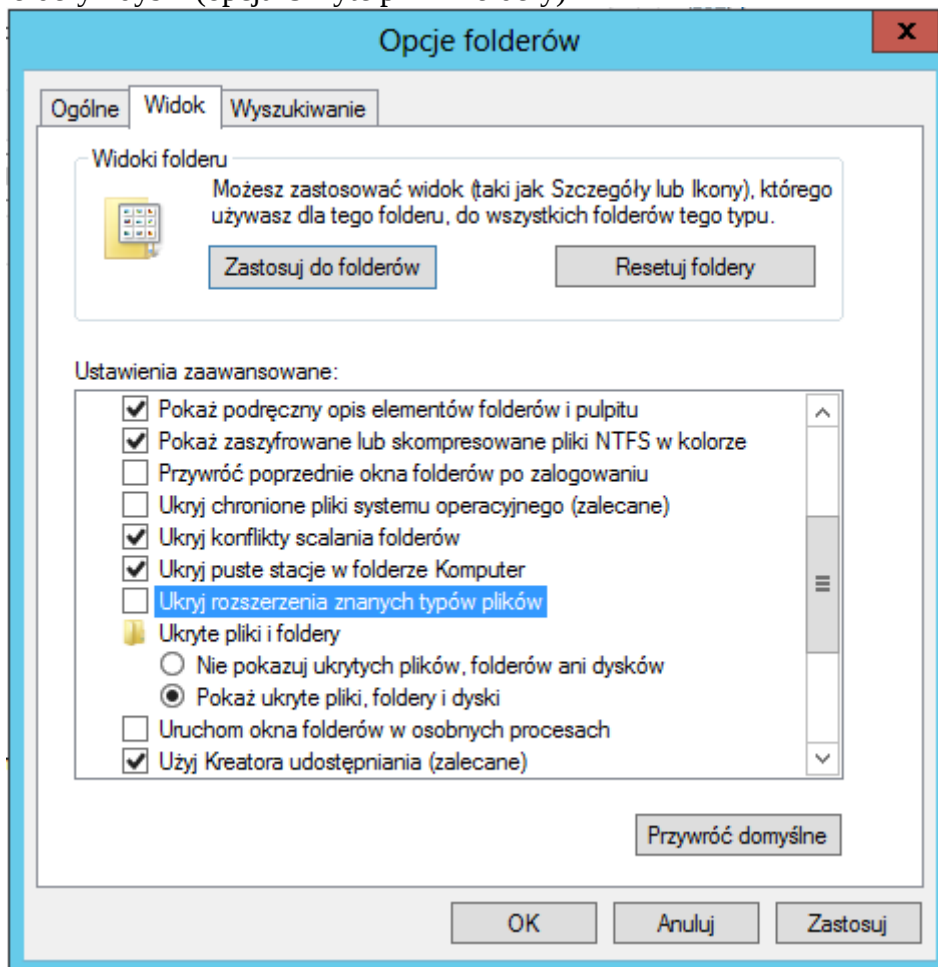 Opcje folderów
Ogólne
Widok
Wyszukiwanie
Widoki folderu
Możesz zastosować widok (taki jak Szczegóły lub Ikony), którego
używasz dla tego folderu, do wszystkich folderów tego typu.
Zastosuj do folderów
Resetuj foldery
Ustawienia zaawansowane:
Pokaż podręczny opis elementów folderów i pulpitu
Pokaż zaszyfrowane lub skompresowane pliki NTFS w kolorze
Przywróć poprzednie okna folderów po zalogowaniu
Ukryj chronione pliki systemu operacyjnego (zalecane)
Ukryj konflikty scalania folderów
Ukryj puste stacje w folderze Komputer
Ukryj rozszerzenia znanych typów plików
Ukryte pliki i foldery
Nie pokazuj ukrytych plików, folderów ani dysków
Pokaż ukryte pliki, foldery i dyski
Uruchom okna folderów w osobnych procesach
Użyj Kreatora udostępniania (zalecane)
Przywróć domyślne
OK
Anuluj
Zastosuj